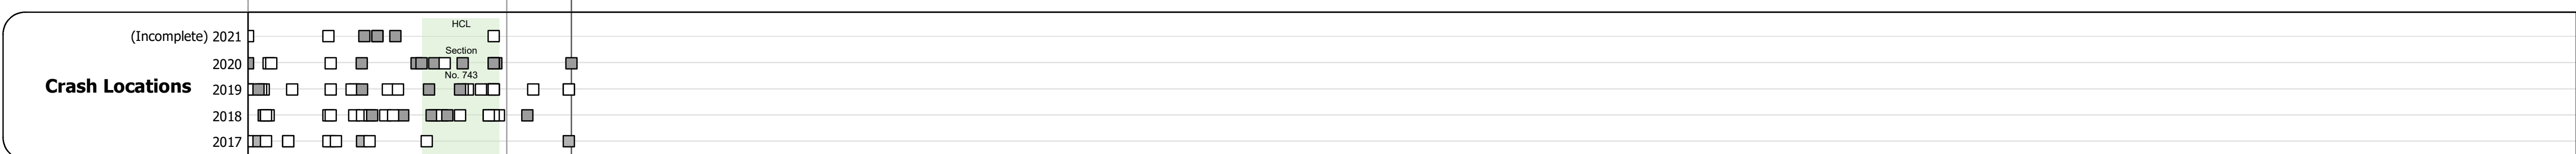 HCL
(Incomplete) 2021
Section
2020
No. 743
Crash Locations
2019
2018
2017